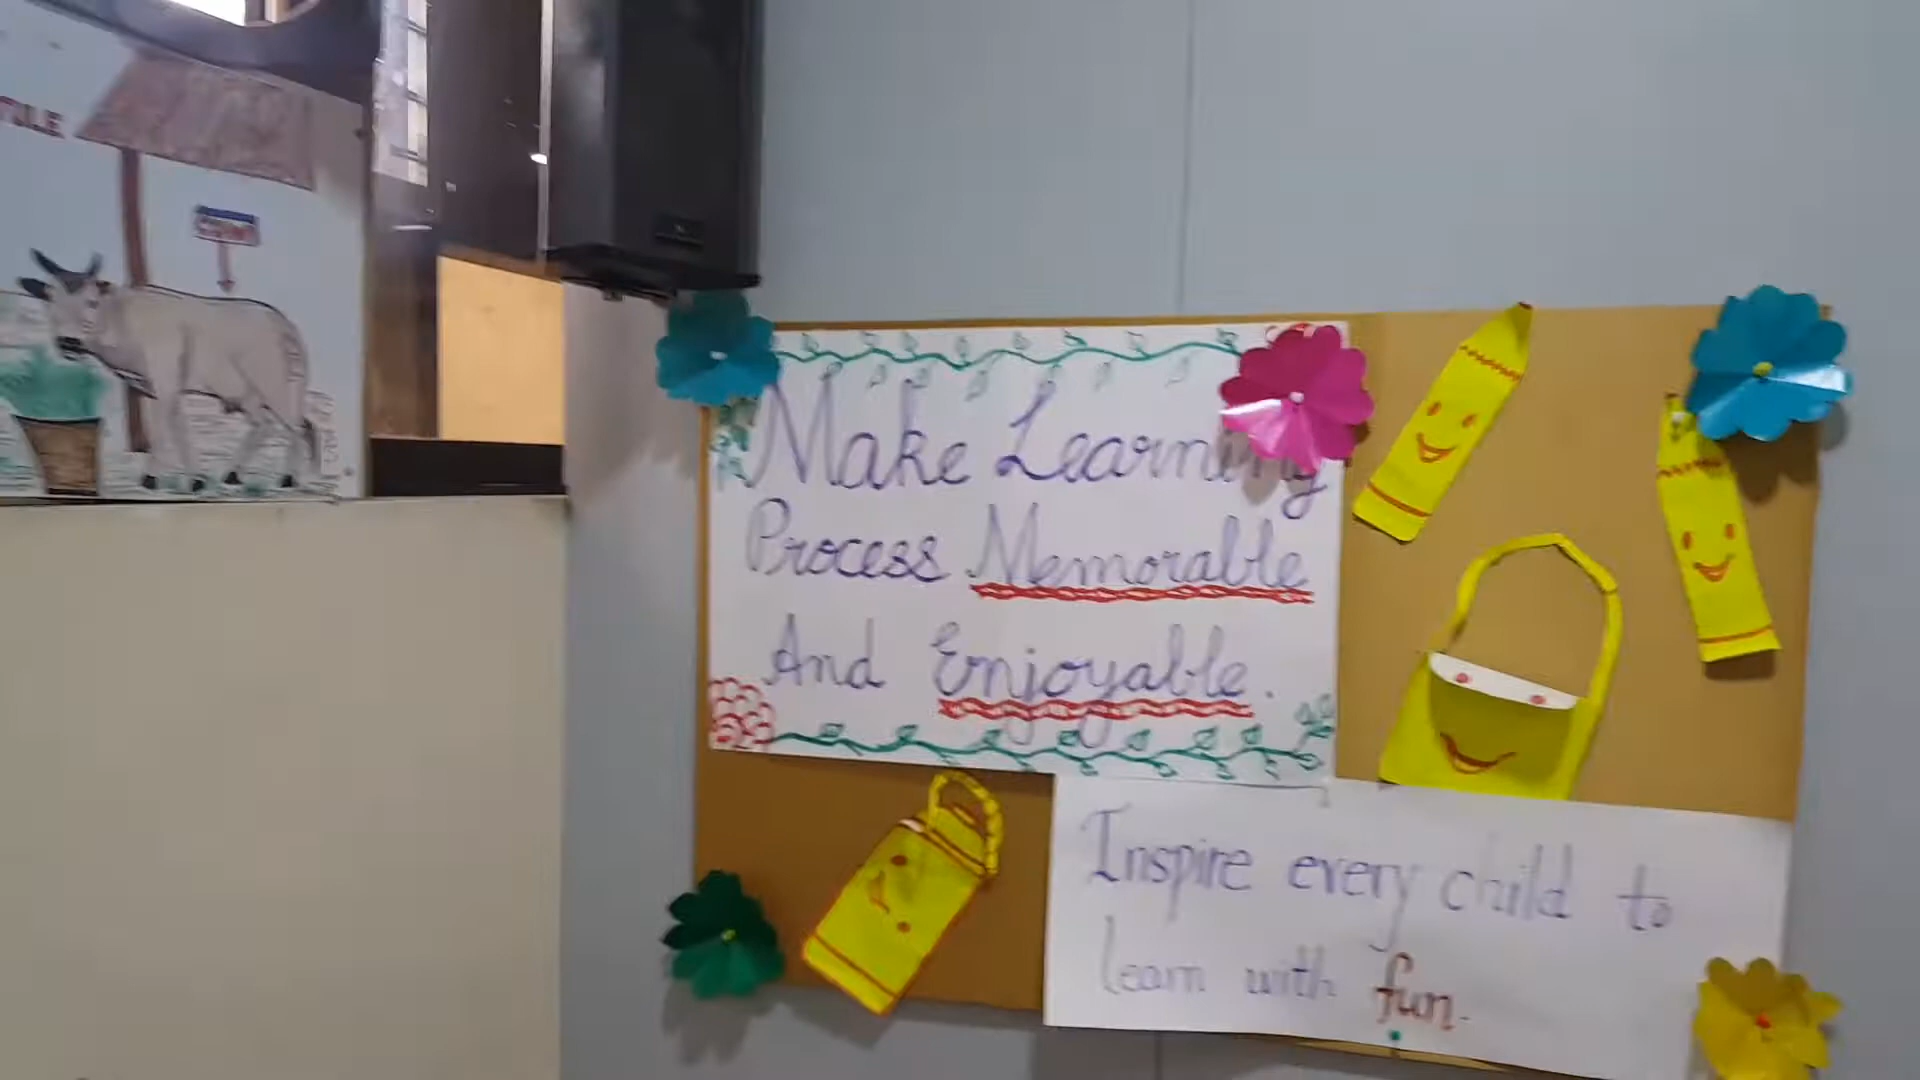 Make Learning
Process Memorable
And Enjoyable.
Inspire every child to
learn with fun.